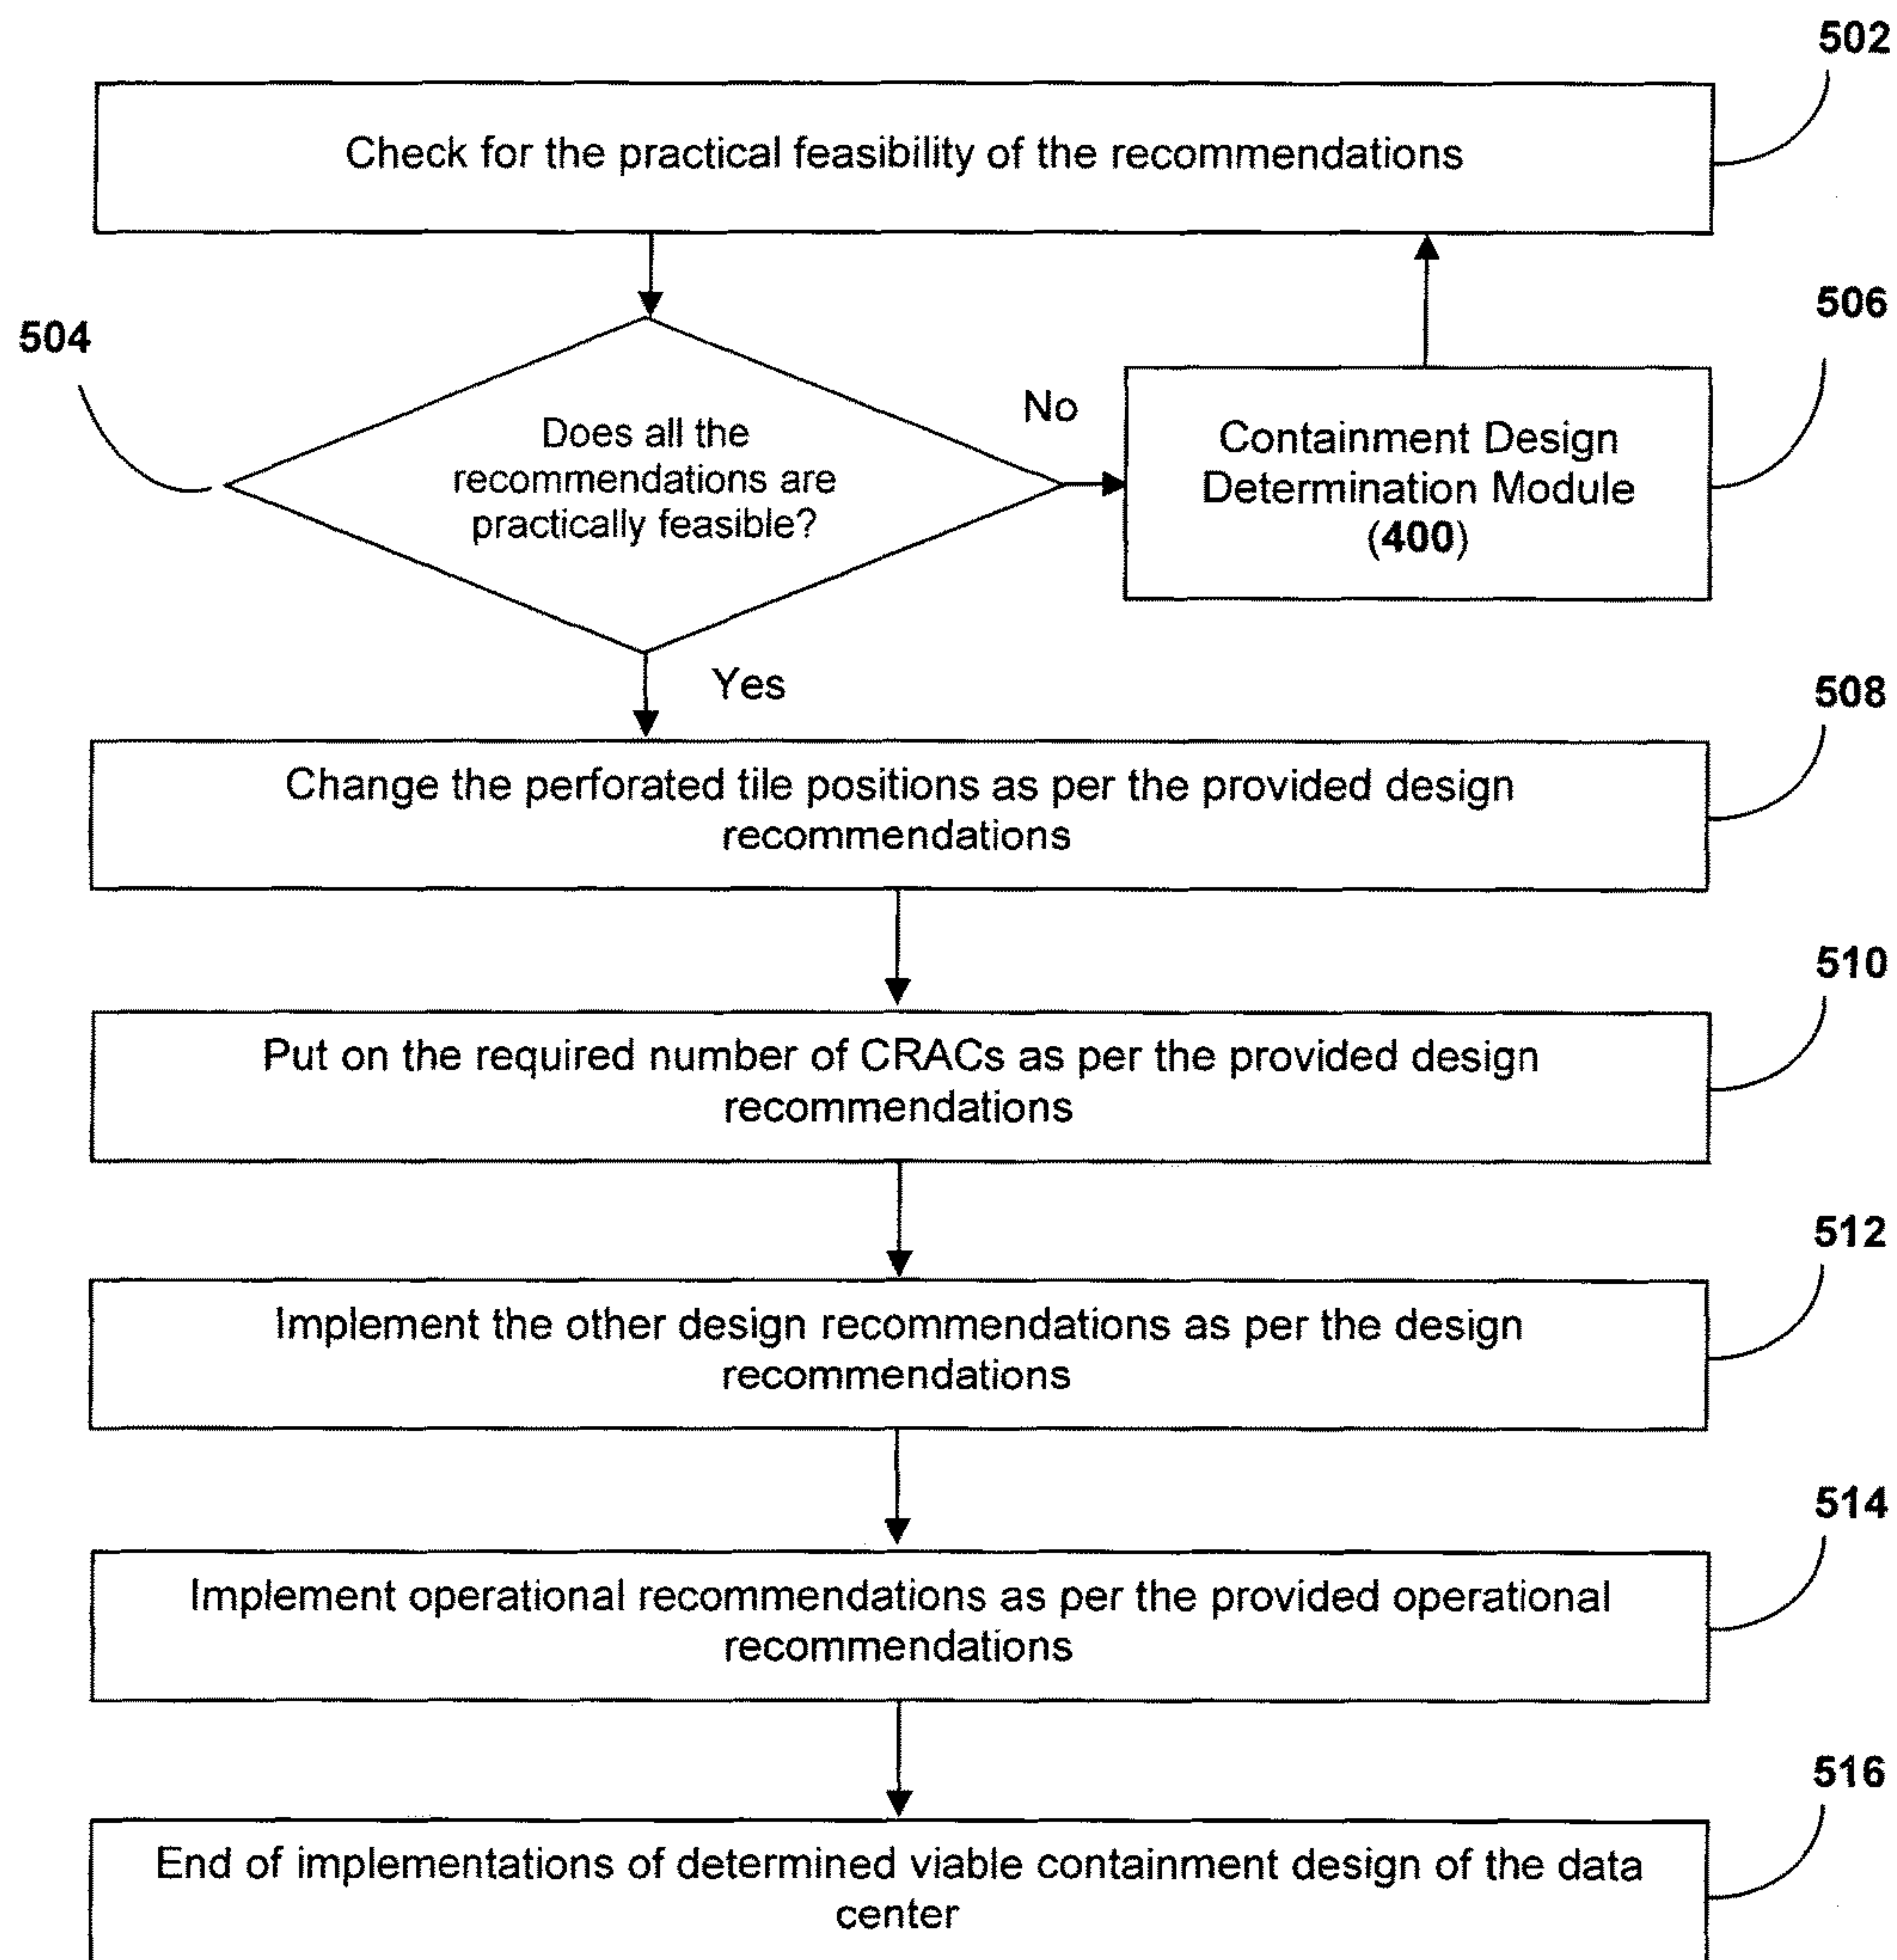 502
Check for the practical feasibility of the recommendations
504
Does all the
recommendations are
practically feasible?
No
506
Containment Design
Determination Module
(400)
Yes
508
Change the perforated tile positions as per the provided design
recommendations
510
Put on the required number of CRACs as per the provided design
recommendations
512
Implement the other design recommendations as per the design
recommendations
514
Implement operational recommendations as per the provided operational
recommendations
516
End of implementations of determined viable containment design of the data
center